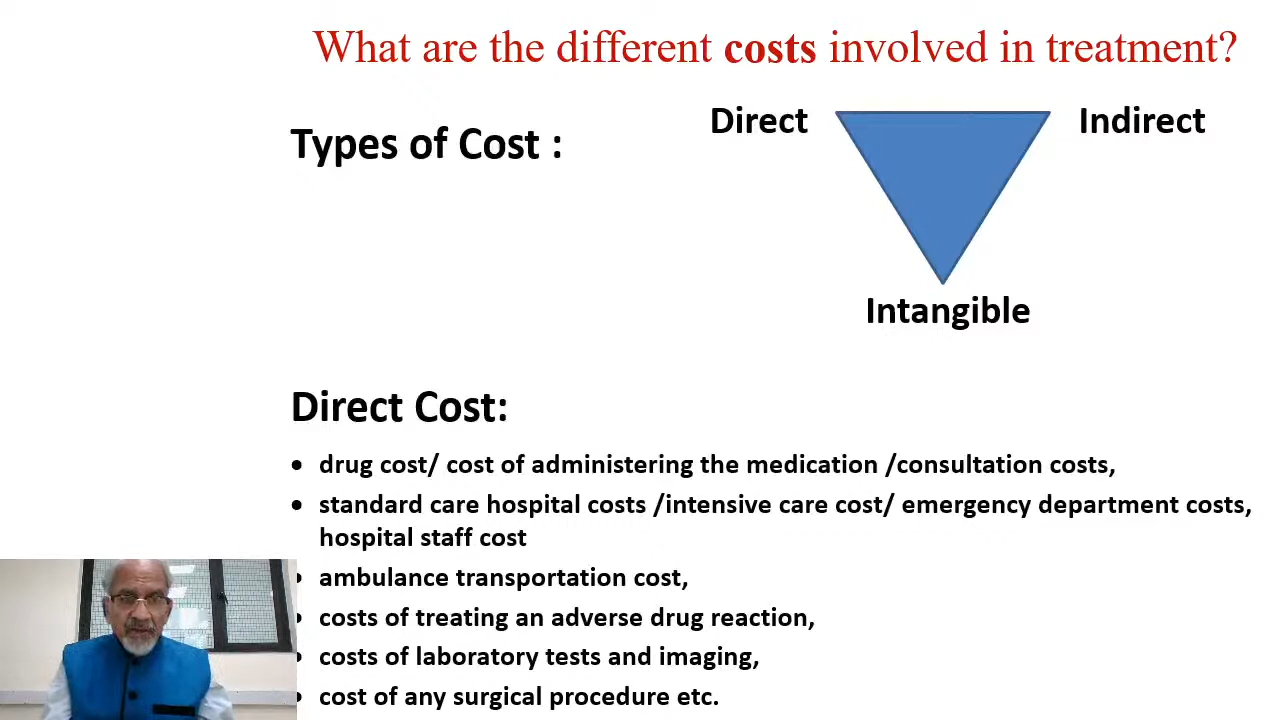 What are the different costs involved in treatment?
Types of Cost :
Direct
Indirect
Intangible
Direct Cost:
• drug cost/ cost of administering the medication /consultation costs,
• standard care hospital costs /intensive care cost/ emergency department costs,
hospital staff cost
• ambulance transportation cost,
• costs of treating an adverse drug reaction,
• costs of laboratory tests and imaging,
• cost of any surgical procedure etc.